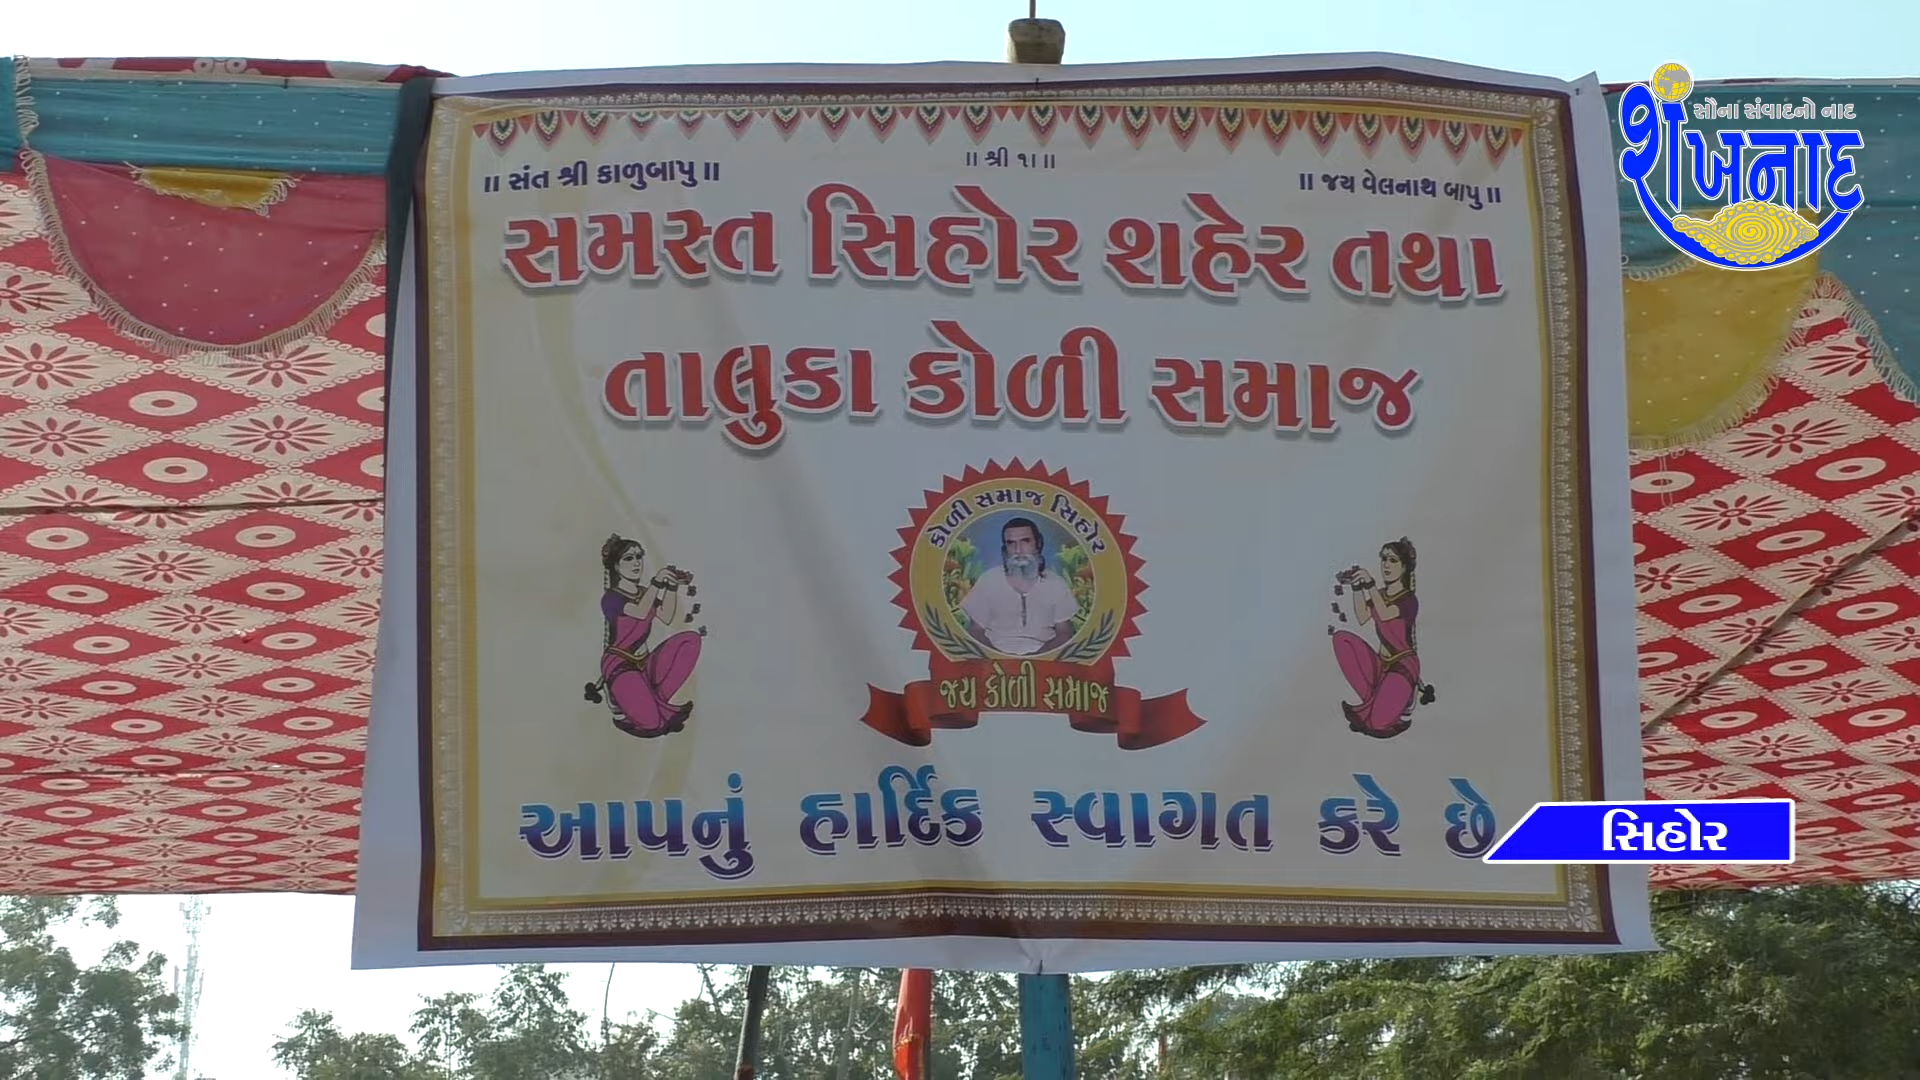 સૌના સંવાદનો નાદ
શંખનાદ
॥ શ્રી ૧। ॥
॥ સંત શ્રી કાળુબાપુ ॥
॥ જય વેલનાથ બાપુ ॥
સમસ્ત સિહોર શહેર તથા
તાલુકા કોળી સમાજ
કોળી સમાજ સિહોર
જય કોળી સમાજ
આપનું હાર્દિક સ્વાગત કરે છે
સિહોર